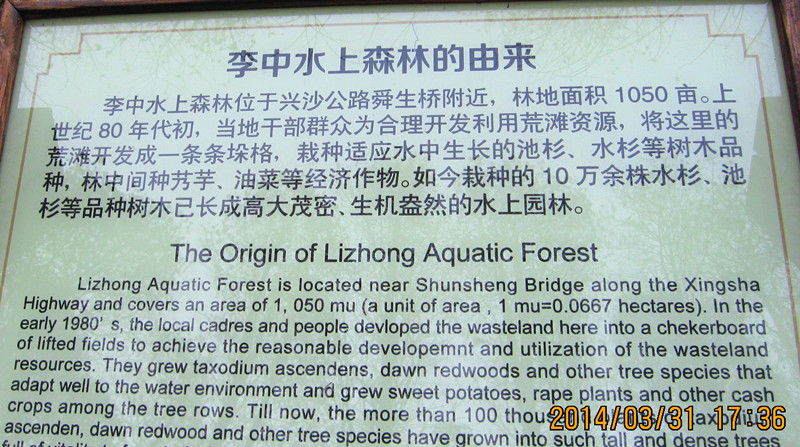 李中水上森林的由来
李中水上森林位于兴沙公路舜生桥附近，林地面积 1050 亩。上
世纪 80 年代初，当地干部群众为合理开发利用荒滩资源，将这里的
荒滩开发成一条条垛格，栽种适应水中生长的池杉、水杉等树木品
种，林中间种艿芋、油菜等经济作物。如今栽种的 10 万余株水杉、池
杉等品种树木已长成高大茂密、生机盎然的水上园林。
The Origin of Lizhong Aquatic Forest
Lizhong Aquatic Forest is located near Shunsheng Bridge along the Xingsha
Highway and covers an area of 1, 050 mu (a unit of area , 1 mu=0.0667 hectares). In the
early 1980' s, the local cadres and people devloped the wasteland here into a chekerboard
of lifted fields to achieve the reasonable developemnt and utilization of the wasteland
resources. They grew taxodium ascendens, dawn redwoods and other tree species that
adapt well to the water environment and grew sweet potatoes, rape plants and other cash
crops among the tree rows. Till now, the more than 100
ascenden, dawn redwood and other tree species have grown into such tall and dense trees
full of vitality
2014/03/31 17:36